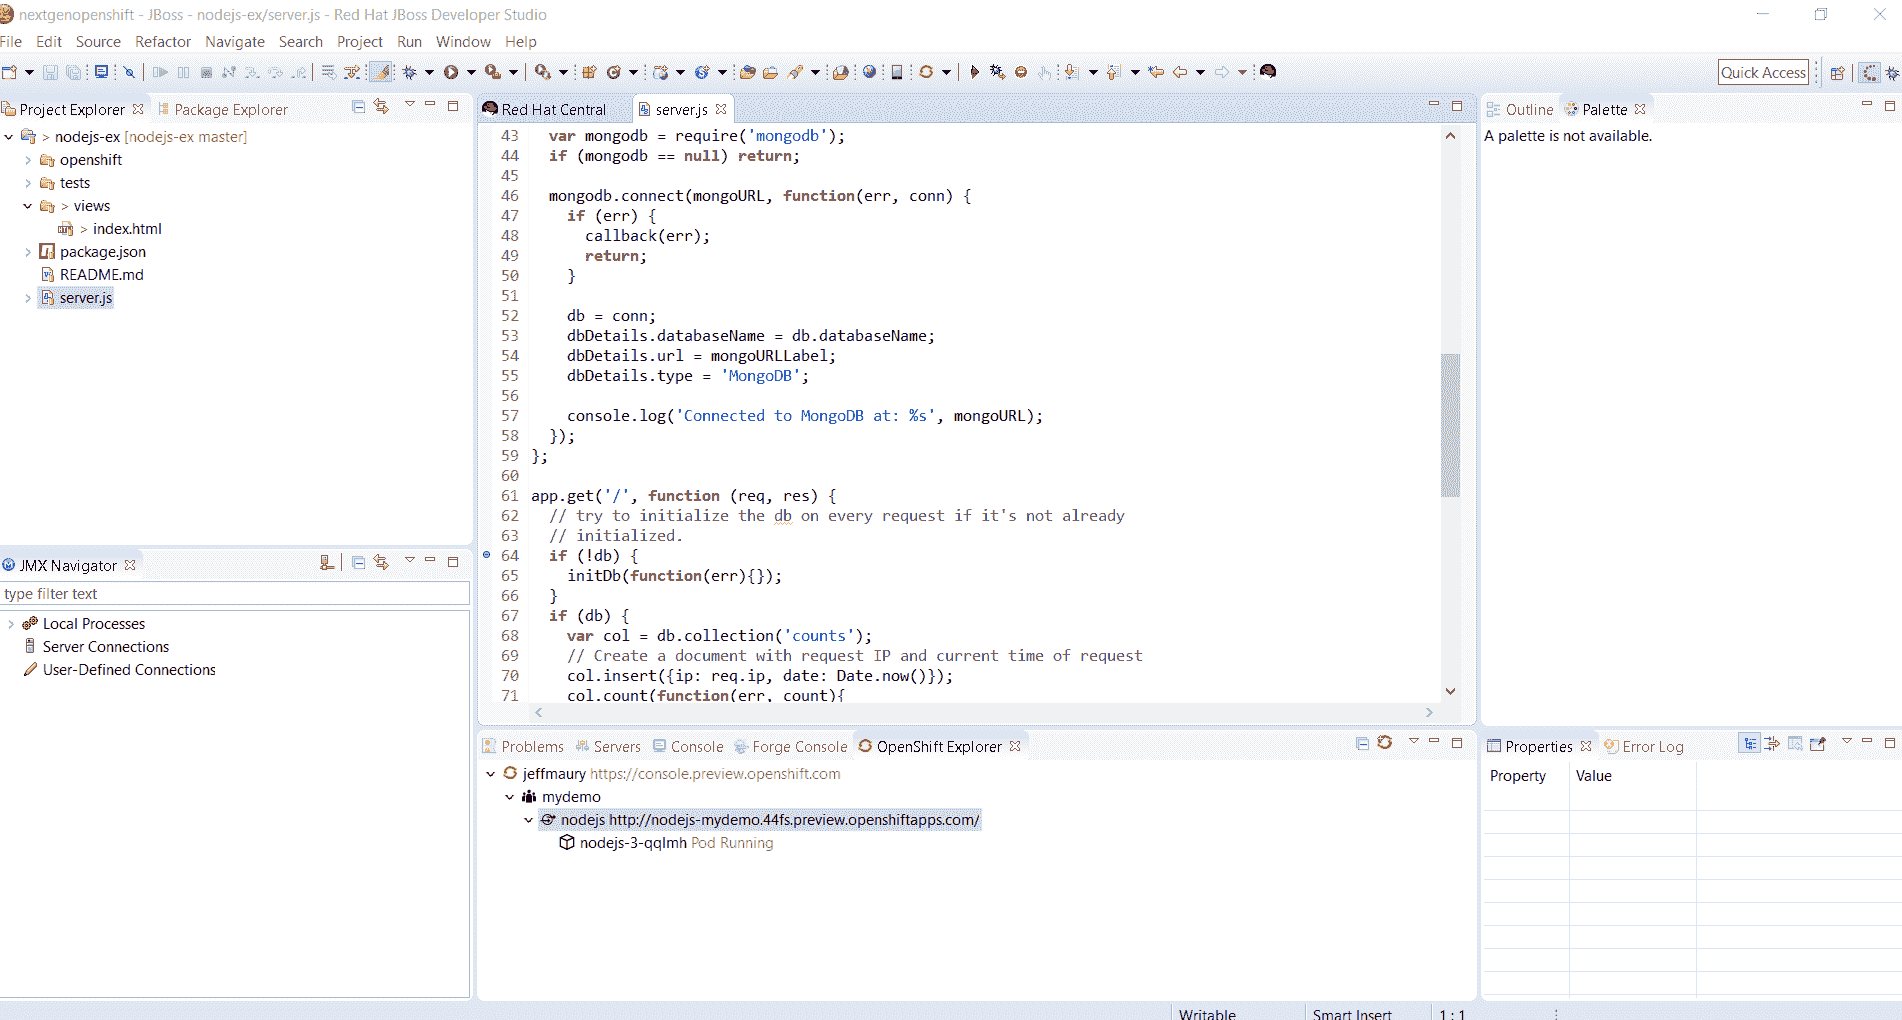 nextgenopenshift - JBoss - nodejs-ex/server.js - Red Hat JBoss Developer Studio
File Edit Source Refactor Navigate Search Project Run Window Help
Quick Access
Project Explorer Package Explorer
> nodejs-ex [nodejs-ex master]
openshift
tests
> views
> index.html
package.json
README.md
server.js
JMX Navigator
type filter text
Local Processes
Server Connections
User-Defined Connections
Red Hat Central server.js
43 var mongodb = require('mongodb');
44 if (mongodb == null) return;
45
46 mongodb.connect(mongoURL, function(err, conn) {
47 if (err) {
48 callback(err);
49 return;
50 }
51
52 db = conn;
53 dbDetails.databaseName = db.databaseName;
54 dbDetails.url = mongoURLLabel;
55 dbDetails.type = 'MongoDB';
56
57 console.log('Connected to MongoDB at: %s', mongoURL);
58 });
59 };
60
61 app.get('/', function (req, res) {
62 // try to initialize the db on every request if it's not already
63 // initialized.
64 if (!db) {
65 initDb(function(err){});
66 }
67 if (db) {
68 var col = db.collection('counts');
69 // Create a document with request IP and current time of request
70 col.insert({ip: req.ip, date: Date.now()});
71 col.count(function(err, count){
Outline Palette
A palette is not available.
Problems Servers Console Forge Console OpenShift Explorer
jeffmaury https://console.preview.openshift.com
mydemo
nodejs http://nodejs-mydemo.44fs.preview.openshiftapps.com/
nodejs-3-qqlmh Pod Running
Properties Error Log
Property Value
Writable Smart Insert 1 : 1